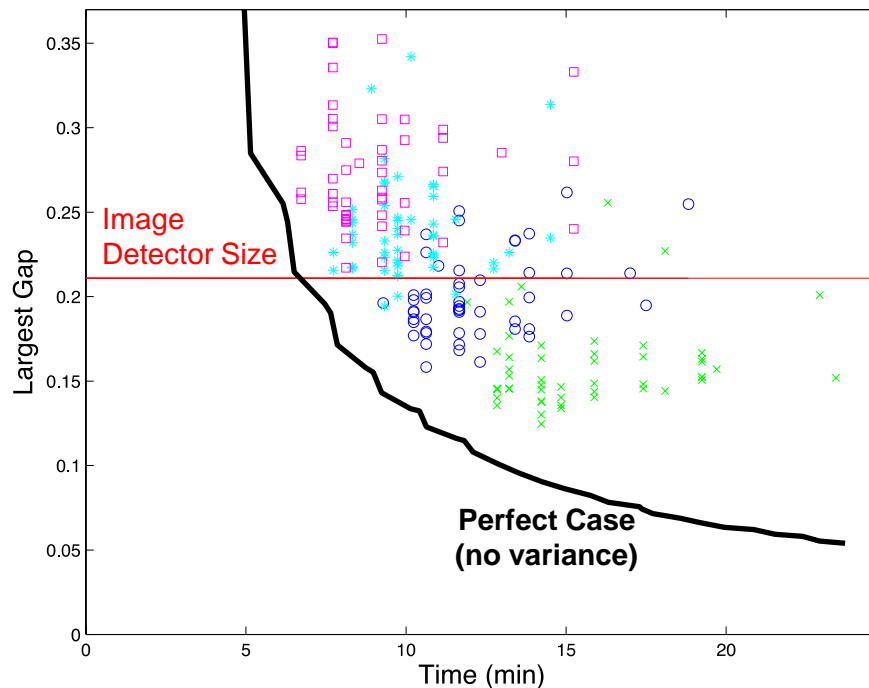 0.35
0.3
0.25
0.2
0.15
0.1
0.05
0
0
5
10
15
20
Largest Gap
Time (min)
Image
Detector Size
Perfect Case
(no variance)